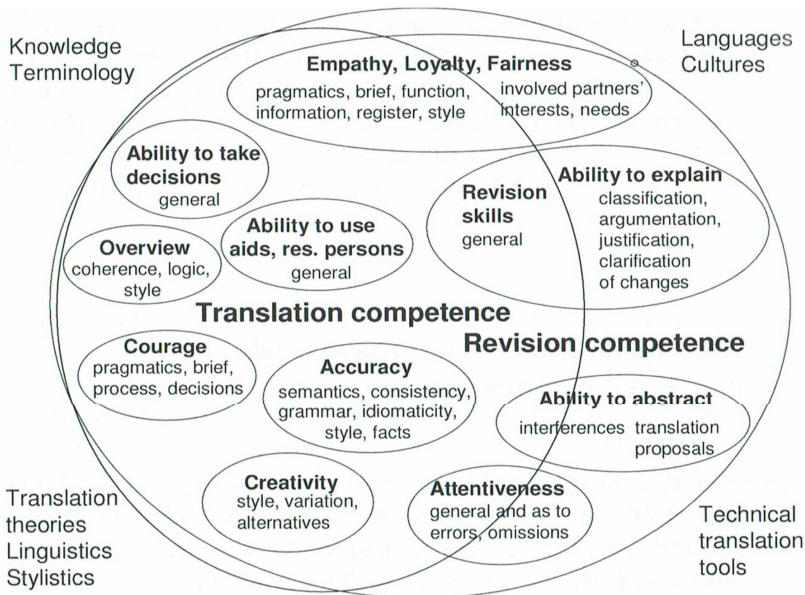 Knowledge
Terminology
Languages
Cultures
Empathy, Loyalty, Fairness
pragmatics, brief, function,
information, register, style
involved partners'
interests, needs
Ability to take
decisions
general
Ability to use
aids, res. persons
general
Revision
skills
general
Ability to explain
classification,
argumentation,
justification,
clarification
of changes
Overview
coherence, logic,
style
Translation competence
Revision competence
Courage
pragmatics, brief,
process, decisions
Accuracy
semantics, consistency,
grammar, idiomaticity,
style, facts
Ability to abstract
interferences translation
proposals
Creativity
style, variation,
alternatives
Attentiveness
general and as to
errors, omissions
Translation
theories
Linguistics
Stylistics
Technical
translation
tools